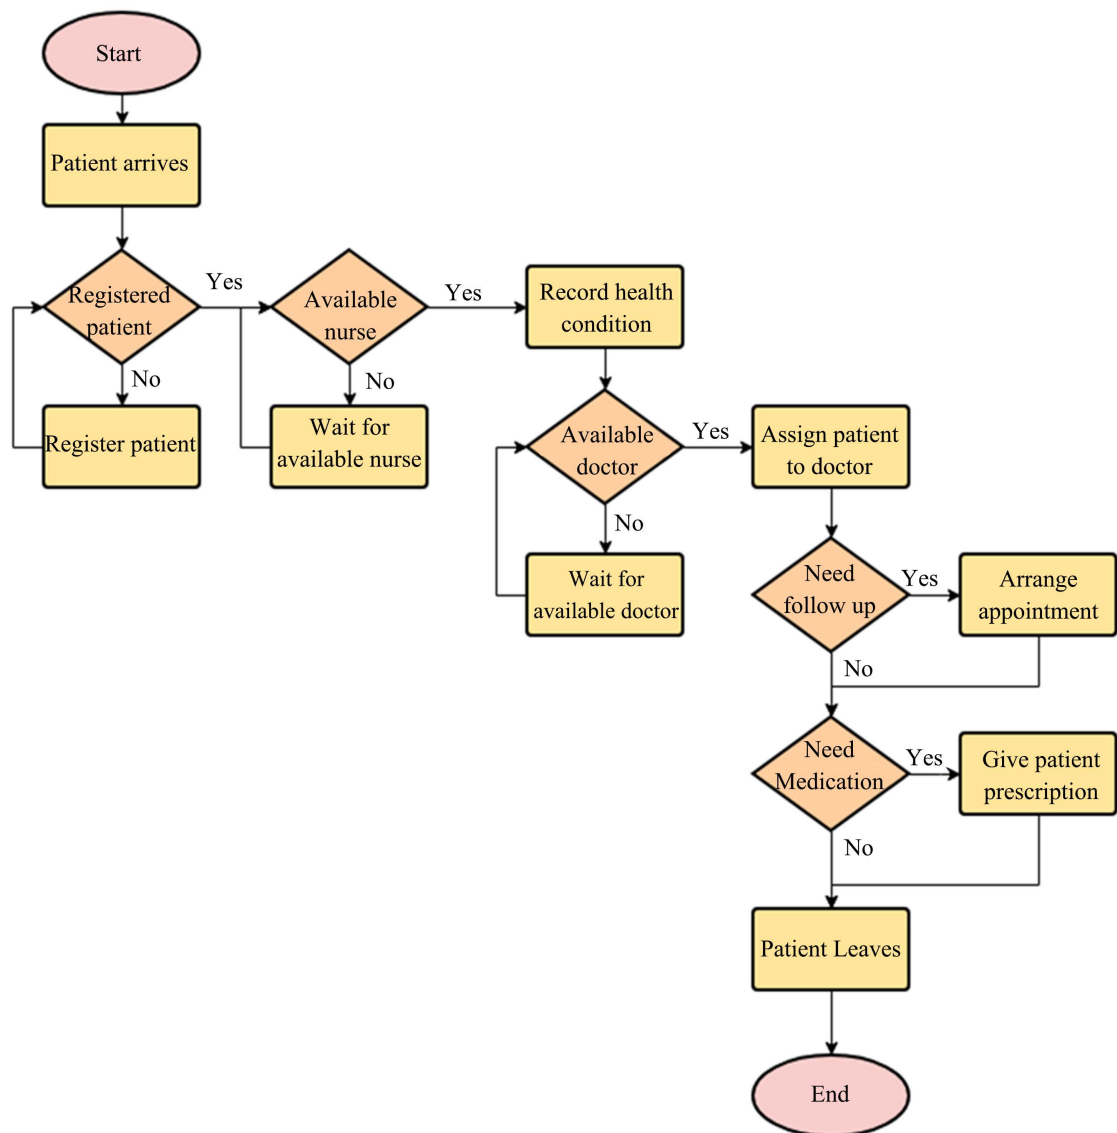 Start
Patient arrives
Registered
patient
Yes
No
Register patient
Available
nurse
Yes
No
Wait for
available nurse
Record health
condition
Available
doctor
Yes
No
Wait for
available doctor
Assign patient
to doctor
Need
follow up
Yes
No
Arrange
appointment
Need
Medication
Yes
No
Give patient
prescription
Patient Leaves
End